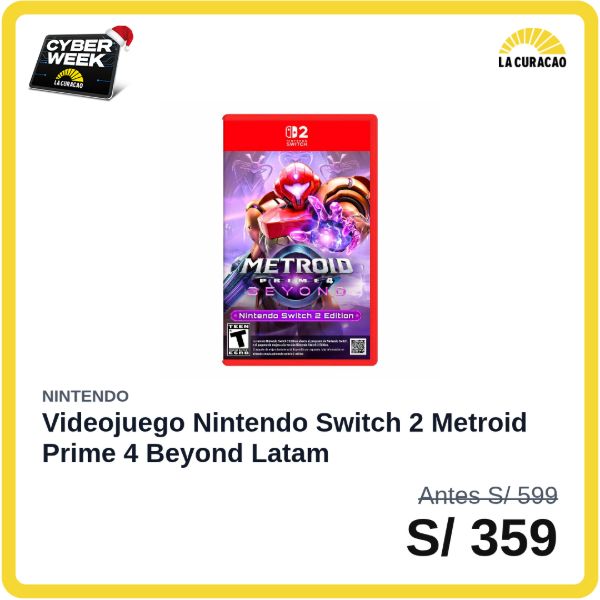 CYBER
WEEK
LA CURACAO
LA CURACAO
2
NINTENDO
SWITCH
METROID
PRIME 4
BEYOND
Nintendo Switch 2 Edition
TEEN
T
ESRB
NINTENDO
Videojuego Nintendo Switch 2 Metroid
Prime 4 Beyond Latam
Antes S/ 599
S/ 359